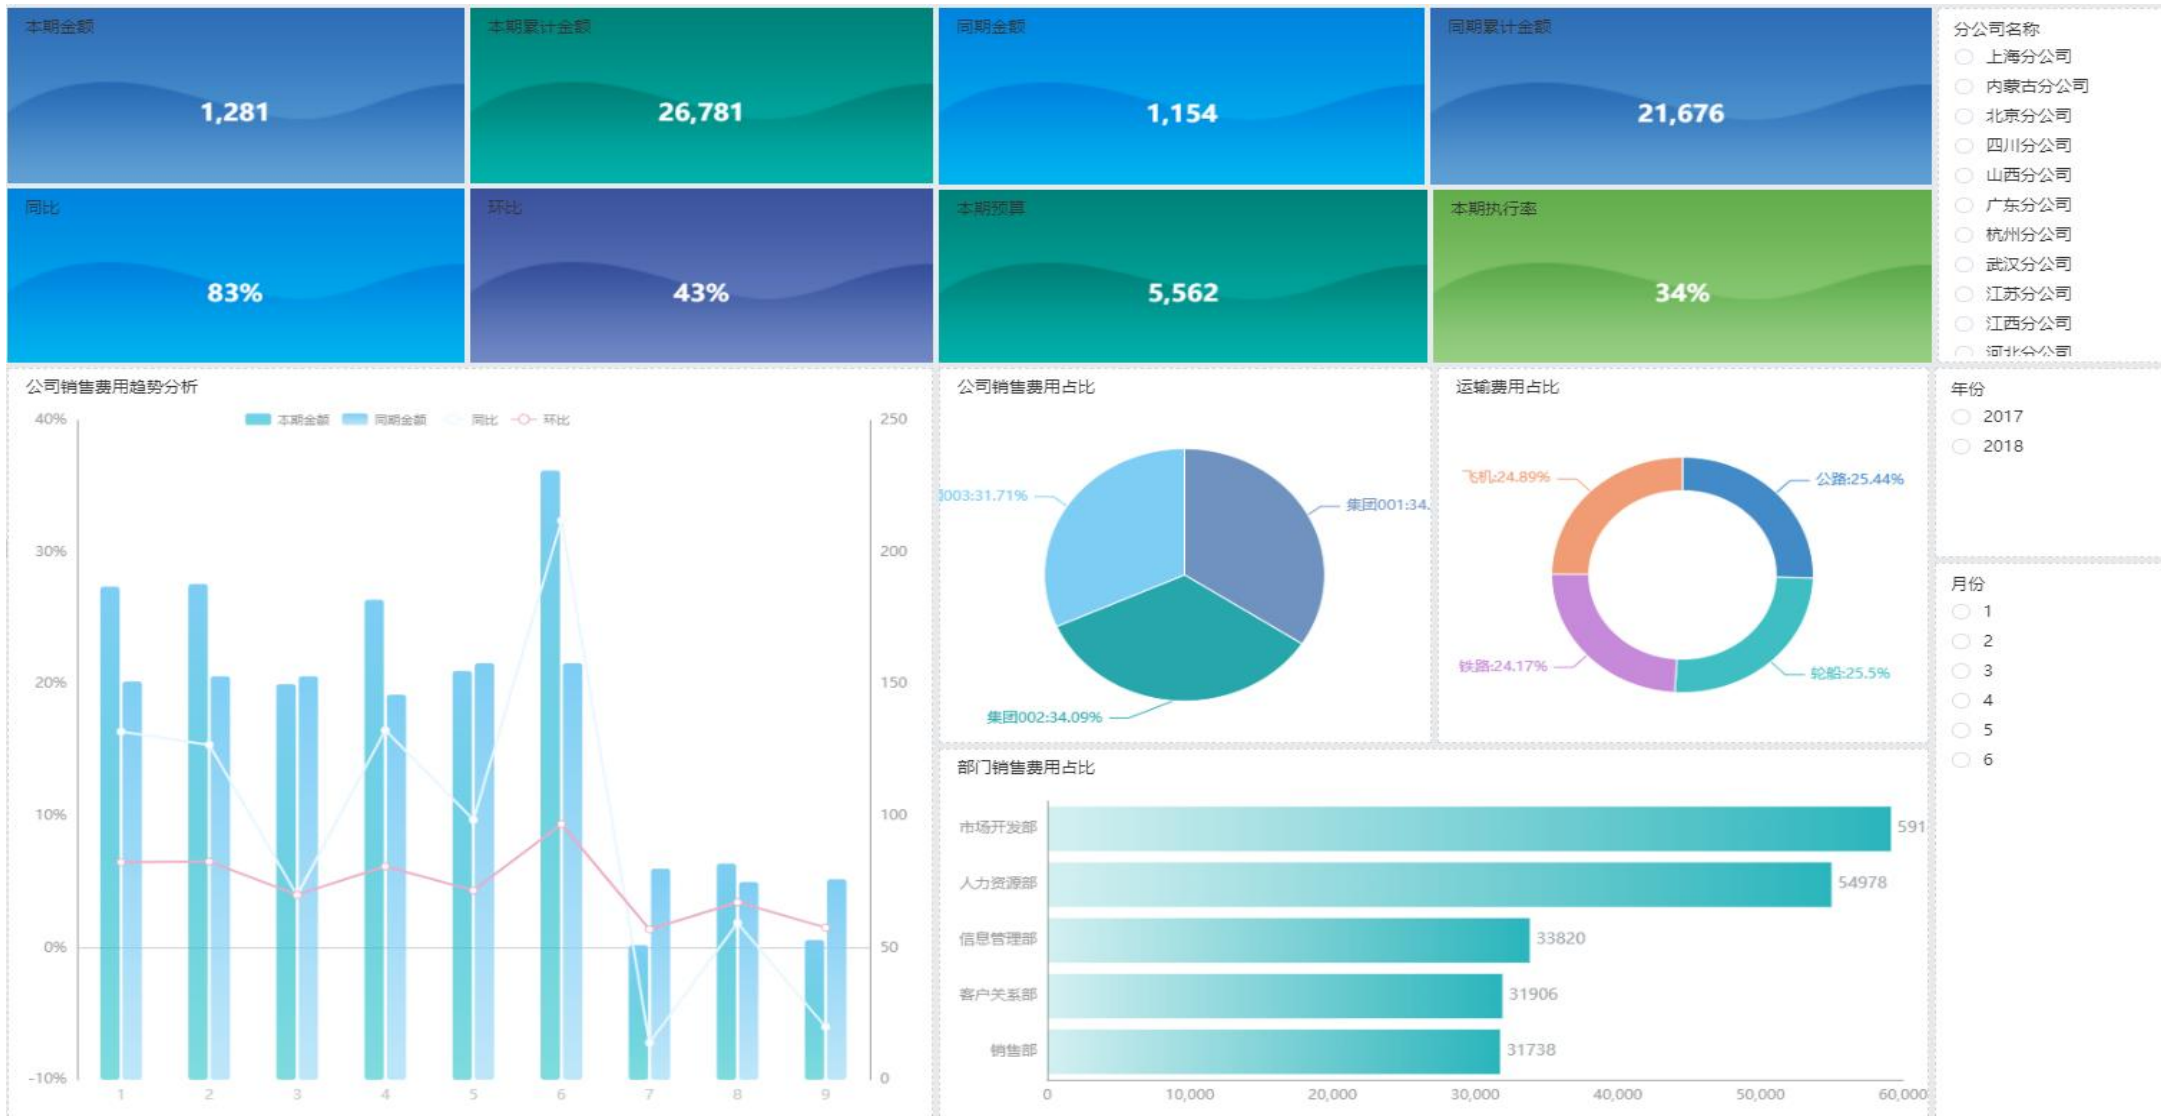 本期金额
1,281
本期累计金额
26,781
同期金额
1,154
同期累计金额
21,676
同比
83%
环比
43%
本期预算
5,562
本期执行率
34%
分公司名称
上海分公司
内蒙古分公司
北京分公司
四川分公司
山西分公司
广东分公司
杭州分公司
武汉分公司
江苏分公司
江西分公司
河北分公司
年份
2017
2018
月份
1
2
3
4
5
6
公司销售费用趋势分析
本期金额 同期金额 同比 环比
40% 250
30% 200
20% 150
10% 100
0% 50
-10% 0
1 2 3 4 5 6 7 8 9
公司销售费用占比
003:31.71%
集团001:34.
集团002:34.09%
运输费用占比
飞机:24.89%
公路:25.44%
铁路:24.17%
轮船:25.5%
部门销售费用占比
市场开发部 591
人力资源部 54978
信息管理部 33820
客户关系部 31906
销售部 31738
0 10,000 20,000 30,000 40,000 50,000 60,000